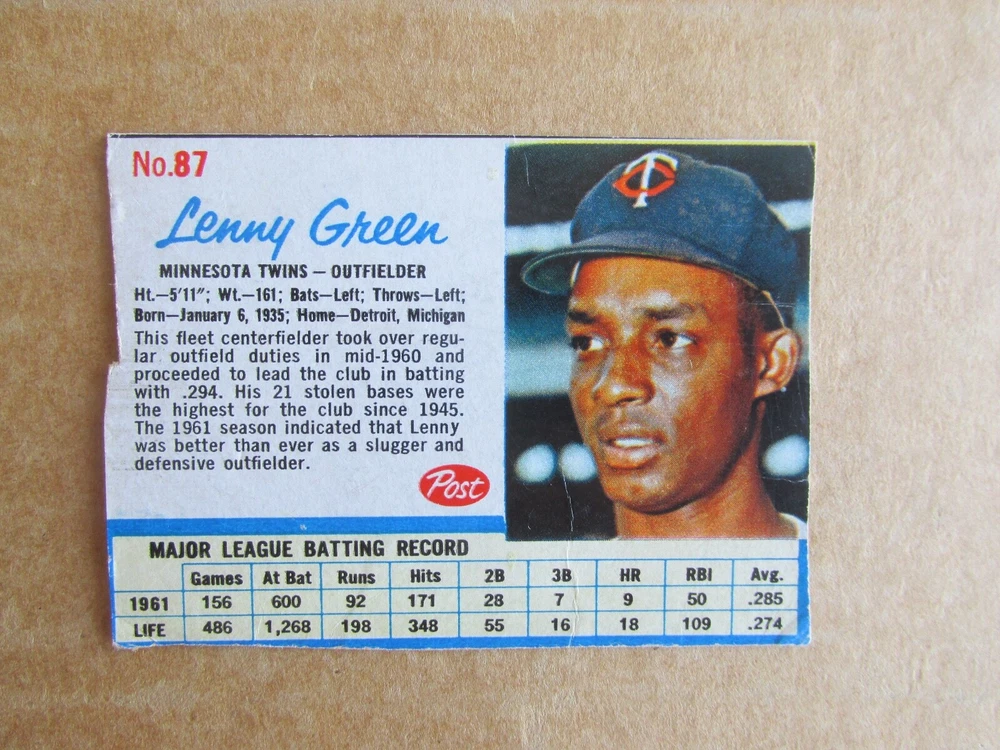 No.87
Lenny Green
MINNESOTA TWINS – OUTFIELDER
Ht.–5'11"; Wt.–161; Bats–Left; Throws–Left;
Born–January 6, 1935; Home–Detroit, Michigan
This fleet centerfielder took over regu-
lar outfield duties in mid-1960 and
proceeded to lead the club in batting
with .294. His 21 stolen bases were
the highest for the club since 1945.
The 1961 season indicated that Lenny
was better than ever as a slugger and
defensive outfielder.
Post
TC
MAJOR LEAGUE BATTING RECORD
Games At Bat Runs Hits 2B 3B HR RBI Avg.
1961 156 600 92 171 28 7 9 50 .285
LIFE 486 1,268 198 348 55 16 18 109 .274